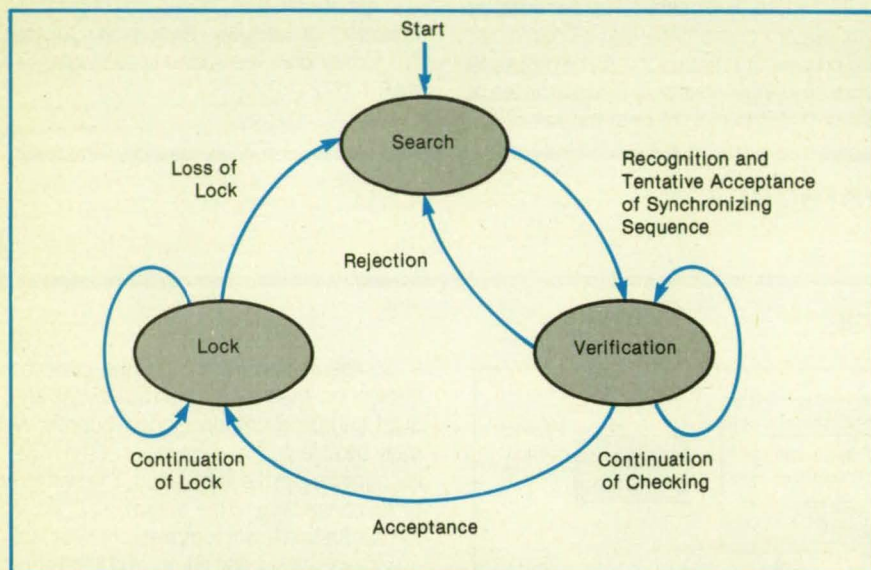 Start
Search
Loss of
Lock
Recognition and
Tentative Acceptance
of Synchronizing
Sequence
Rejection
Lock
Verification
Continuation
of Lock
Continuation
of Checking
Acceptance